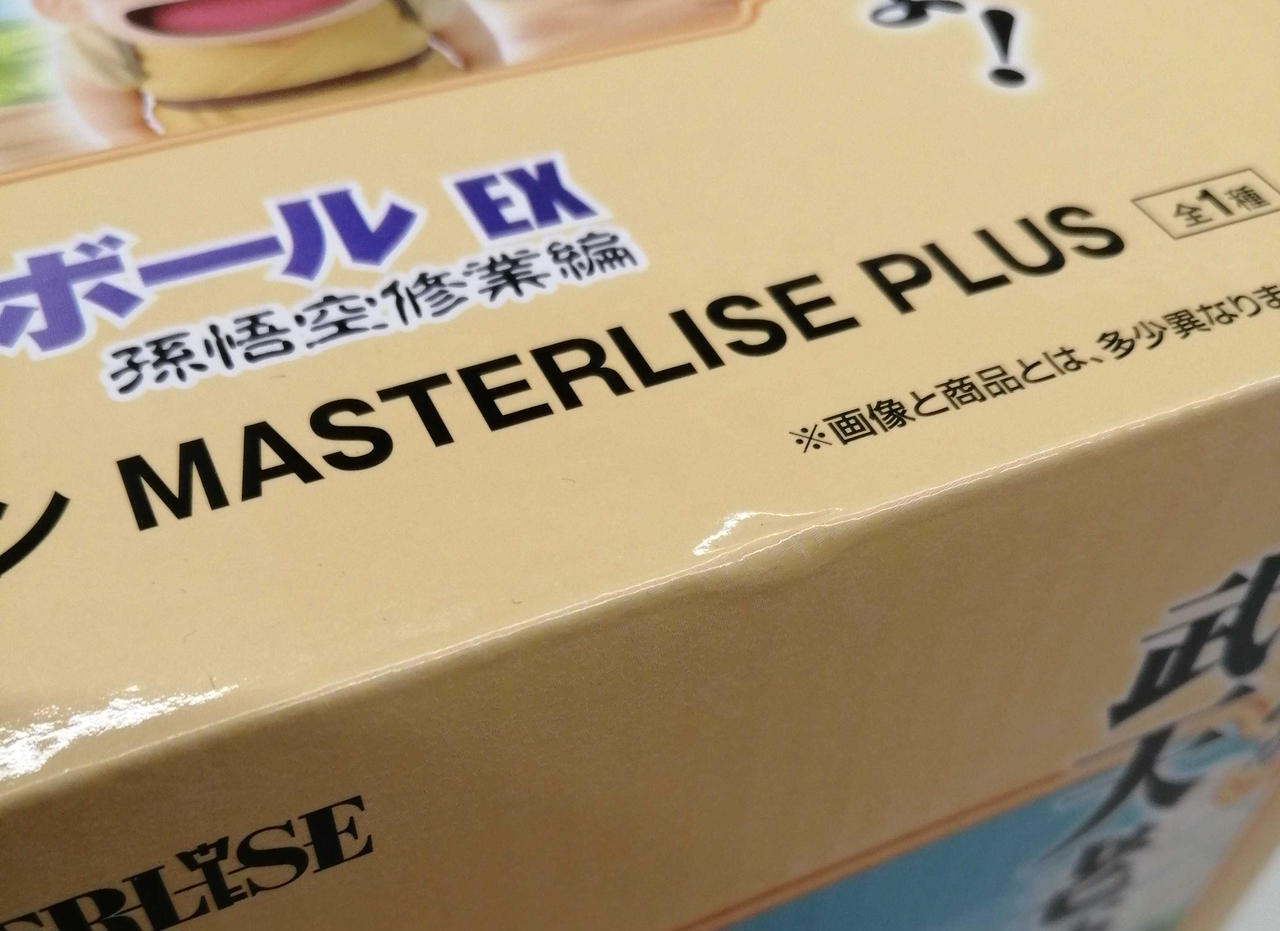 よ!
ボール EX
孫悟空修業編
ン MASTERLISE PLUS 全1種
※画像と商品とは、多少異なりま
武
ERLISE